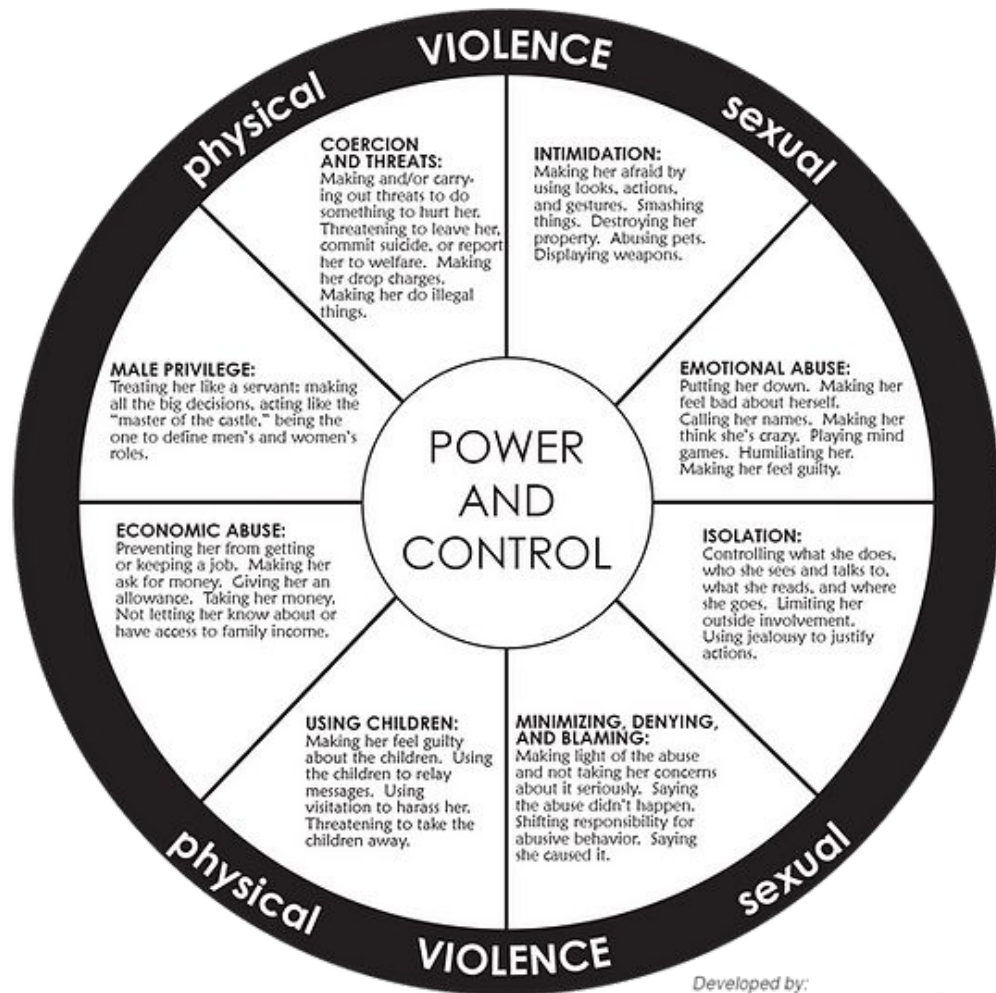 physical VIOLENCE sexual
COERCION
AND THREATS:
Making and/or carry-
ing out threats to do
something to hurt her.
Threatening to leave her,
commit suicide, or report
her to welfare.  Making
her drop charges.
Making her do illegal
things.
INTIMIDATION:
Making her afraid by
using looks, actions,
and gestures.  Smashing
things.  Destroying her
property.  Abusing pets.
Displaying weapons.
MALE PRIVILEGE:
Treating her like a servant: making
all the big decisions, acting like the
"master of the castle," being the
one to define men's and women's
roles.
EMOTIONAL ABUSE:
Putting her down.  Making her
feel bad about herself.
Calling her names.  Making her
think she's crazy.  Playing mind
games.  Humiliating her.
Making her feel guilty.
POWER
AND
CONTROL
ECONOMIC ABUSE:
Preventing her from getting
or keeping a job.  Making her
ask for money.  Giving her an
allowance.  Taking her money.
Not letting her know about or
have access to family income.
ISOLATION:
Controlling what she does,
who she sees and talks to,
what she reads, and where
she goes.  Limiting her
outside involvement.
Using jealousy to justify
actions.
USING CHILDREN:
Making her feel guilty
about the children.  Using
the children to relay
messages.  Using
visitation to harass her.
Threatening to take the
children away.
MINIMIZING, DENYING,
AND BLAMING:
Making light of the abuse
and not taking her concerns
about it seriously.  Saying
the abuse didn't happen.
Shifting responsibility for
abusive behavior.  Saying
she caused it.
physical VIOLENCE sexual
Developed by: